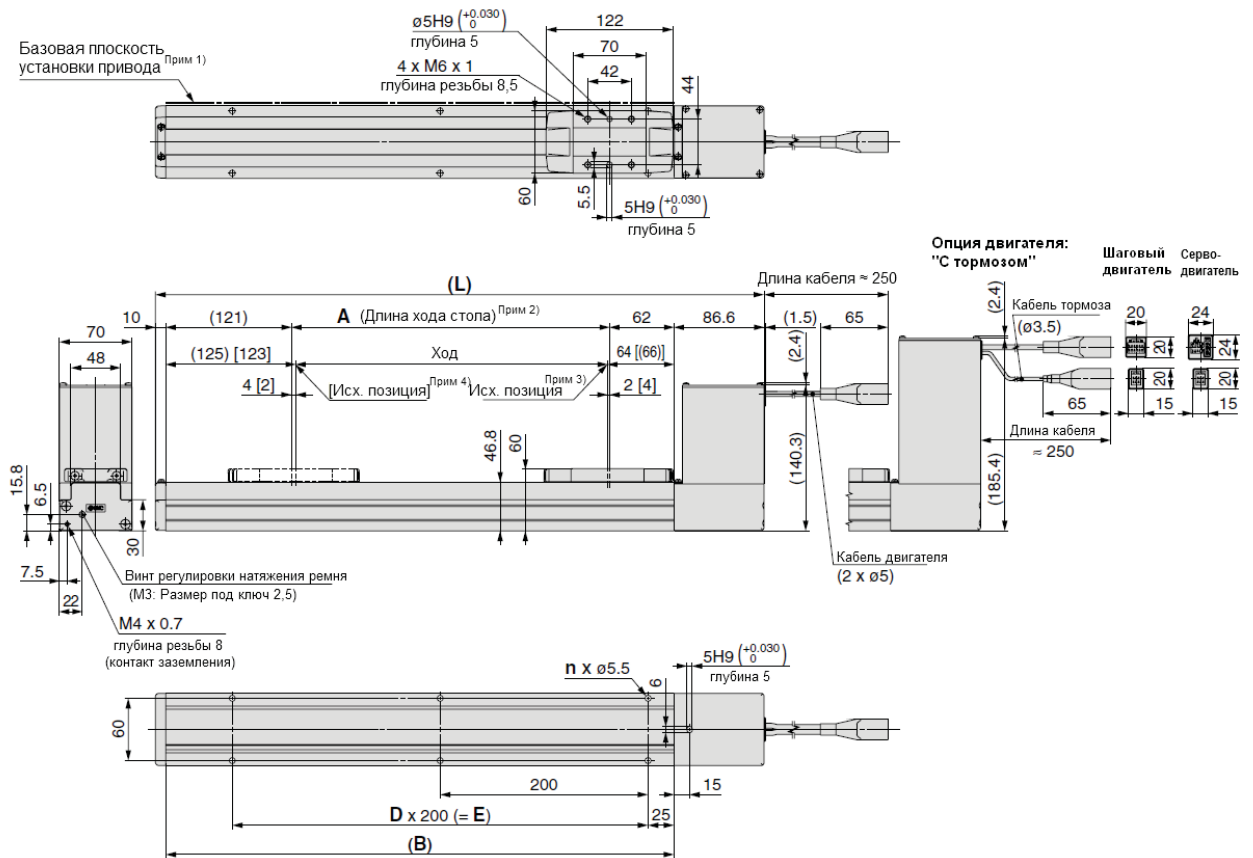 ø5H9 (+0.030 0)
глубина 5
122
70
42
44
Базовая плоскость
установки привода Прим 1)
4 x M6 x 1
глубина резьбы 8,5
60
5.5
5H9 (+0.030 0)
глубина 5
Опция двигателя:
"С тормозом"
Шаговый
двигатель
Серво-
двигатель
(L)
Длина кабеля ≈ 250
10
(121)
A (Длина хода стола) Прим 2)
62
86.6
(1.5)
65
(2.4)
Кабель тормоза
(ø3.5)
20
24
20
24
20
20
15
15
70
48
(125) [123]
Ход
64 [(66)]
(2.4)
4 [2]
[Исх. позиция] Прим 4)
Исх. позиция Прим 3)
2 [4]
65
Длина кабеля
≈ 250
46.8
60
(140.3)
(185.4)
15.8
6.5
SMC
30
7.5
22
Винт регулировки натяжения ремня
(M3: Размер под ключ 2,5)
Кабель двигателя
(2 x ø5)
M4 x 0.7
глубина резьбы 8
(контакт заземления)
n x ø5.5
5H9 (+0.030 0)
глубина 5
6
60
200
15
D x 200 (= E)
25
(B)